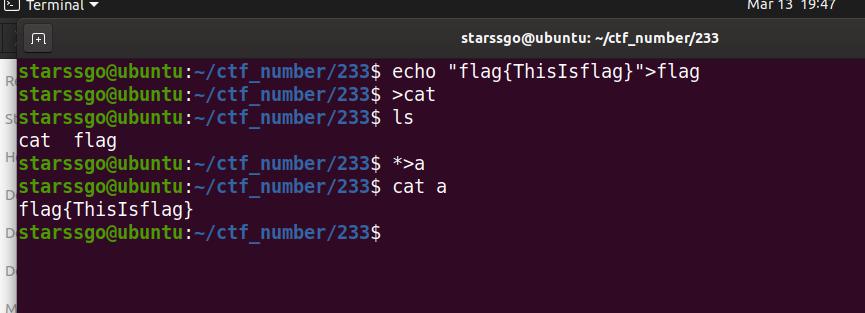 Terminal
Mar 13 19:47
starssgo@ubuntu: ~/ctf_number/233
starssgo@ubuntu:~/ctf_number/233$ echo "flag{ThisIsflag}">flag
starssgo@ubuntu:~/ctf_number/233$ >cat
starssgo@ubuntu:~/ctf_number/233$ ls
cat  flag
starssgo@ubuntu:~/ctf_number/233$ *>a
starssgo@ubuntu:~/ctf_number/233$ cat a
flag{ThisIsflag}
starssgo@ubuntu:~/ctf_number/233$